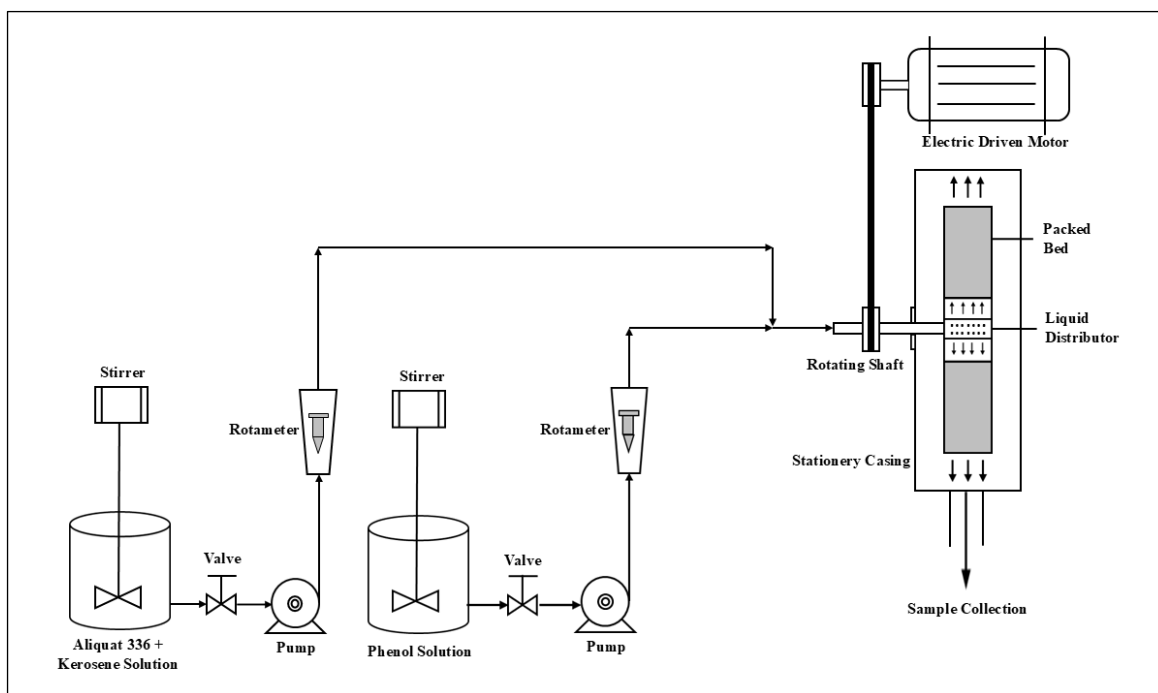 Electric Driven Motor
Packed
Bed
Liquid
Distributor
Rotating Shaft
Stirrer
Stirrer
Rotameter
Rotameter
Stationery Casing
Valve
Valve
Sample Collection
Aliquat 336 +
Kerosene Solution
Pump
Phenol Solution
Pump